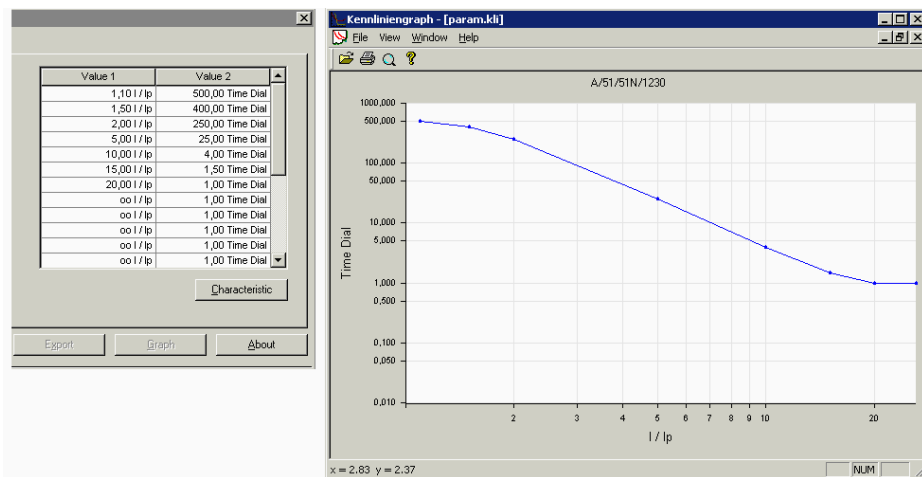 Value 1 Value 2
1,10 I / Ip 500,00 Time Dial
1,50 I / Ip 400,00 Time Dial
2,00 I / Ip 250,00 Time Dial
5,00 I / Ip 25,00 Time Dial
10,00 I / Ip 4,00 Time Dial
15,00 I / Ip 1,50 Time Dial
20,00 I / Ip 1,00 Time Dial
oo I / Ip 1,00 Time Dial
oo I / Ip 1,00 Time Dial
oo I / Ip 1,00 Time Dial
oo I / Ip 1,00 Time Dial
oo I / Ip 1,00 Time Dial
Characteristic
Export Graph About
Kennliniengraph - [param.kli]
File View Window Help
A/51/51N/1230
1000,000
500,000
100,000
50,000
10,000
5,000
1,000
0,500
0,100
0,050
0,010
Time Dial
2 3 4 5 6 7 8 9 10 20
I / Ip
x = 2.83 y = 2.37
NUM